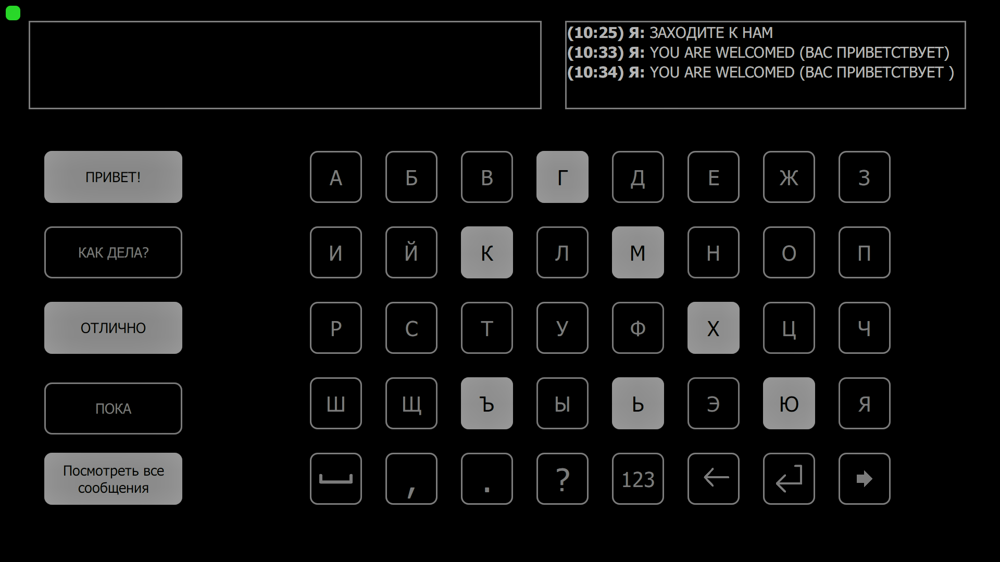 (10:25) Я: ЗАХОДИТЕ К НАМ
(10:33) Я: YOU ARE WELCOMED (ВАС ПРИВЕТСТВУЕТ)
(10:34) Я: YOU ARE WELCOMED (ВАС ПРИВЕТСТВУЕТ )
ПРИВЕТ!
А Б В Г Д Е Ж З
КАК ДЕЛА?
И Й К Л М Н О П
ОТЛИЧНО
Р С Т У Ф Х Ц Ч
ПОКА
Ш Щ Ъ Ы Ь Э Ю Я
Посмотреть все
сообщения
, . ? 123